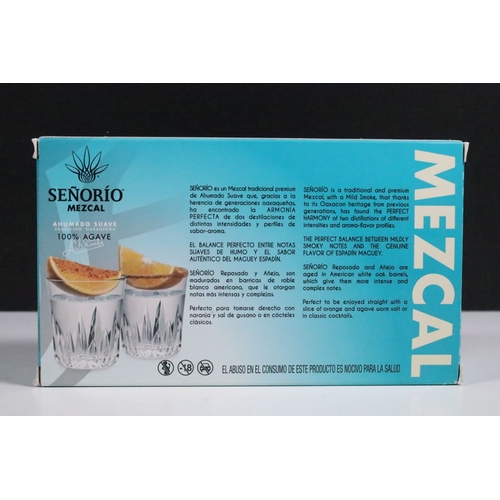 SEÑORÍO
MEZCAL
AHUMADO SUAVE
100% AGAVE
SEÑORÍO es un Mezcal tradicional premium
de Ahumado Suave que, gracias a la
herencia de generaciones oaxaqueñas,
ha encontrado la ARMONÍA
PERFECTA de dos destilaciones de
distintas intensidades y perfiles de
sabor-aroma.
EL BALANCE PERFECTO ENTRE NOTAS
SUAVES DE HUMO Y EL SABOR
AUTÉNTICO DEL MAGUEY ESPADÍN.
SEÑORÍO Reposado y Añejo, son
madurados en barricas de roble
blanco americano, que le otorgan
notas más intensas y complejas.
Perfecto para tomarse derecho con
naranja y sal de gusano o en cócteles
clásicos.
SEÑORÍO is a traditional and premium
Mezcal, with a Mild Smoke, that thanks
to its Oaxacan heritage from previous
generations, has found the PERFECT
HARMONY of two distillations of different
intensities and aroma-flavor profiles.
THE PERFECT BALANCE BETWEEN MILDLY
SMOKY NOTES AND THE GENUINE
FLAVOR OF ESPADIN MAGUEY.
SEÑORÍO Reposado and Añejo are
aged in American white oak barrels,
which give them more intense and
complex notes.
Perfect to be enjoyed straight with a
slice of orange and agave worm salt or
in classic cocktails.
MEZCAL
-18
EL ABUSO EN EL CONSUMO DE ESTE PRODUCTO ES NOCIVO PARA LA SALUD